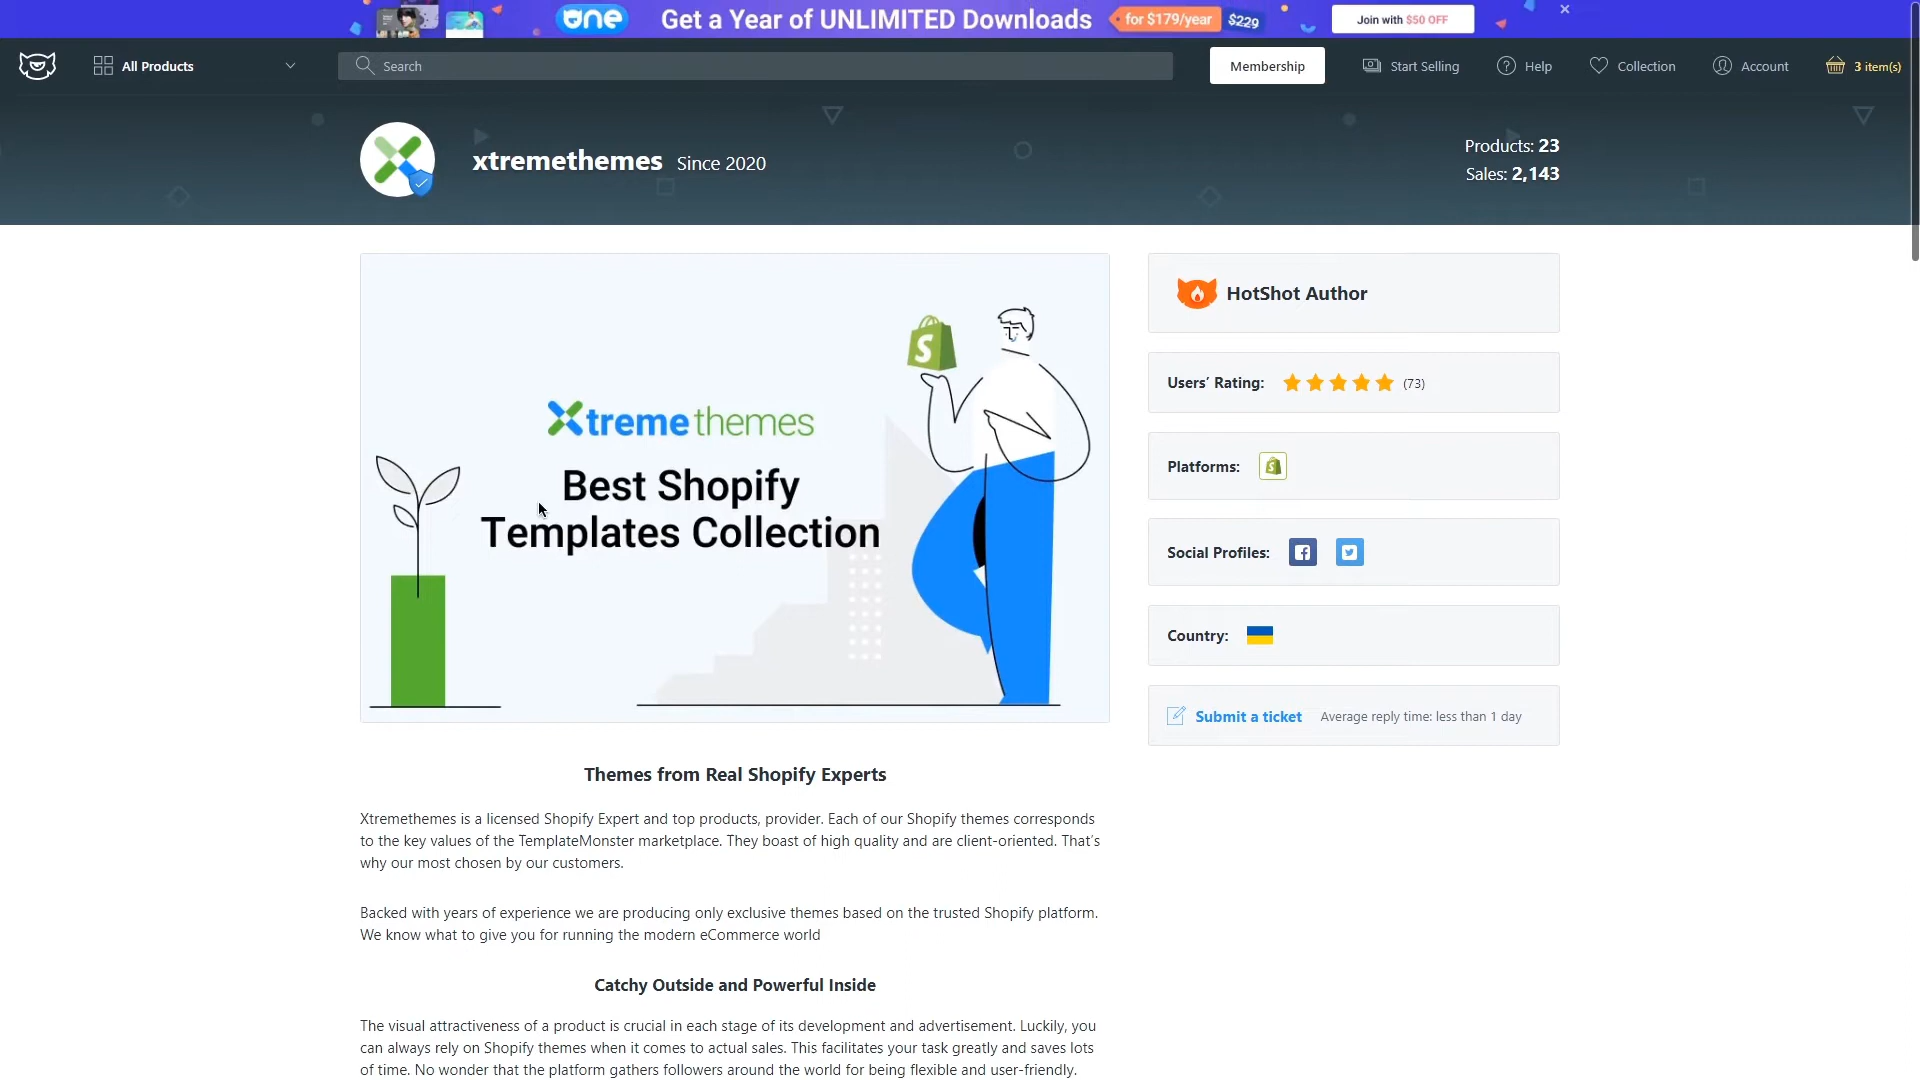 one Get a Year of UNLIMITED Downloads for $179/year $229 Join with $50 OFF
All Products Search Membership Start Selling Help Collection Account 3 item(s)
xtremethemes Since 2020
Products: 23
Sales: 2,143
Xtremethemes
Best Shopify
Templates Collection
HotShot Author
Users’ Rating: (73)
Platforms:
Social Profiles:
Country:
Submit a ticket Average reply time: less than 1 day
Themes from Real Shopify Experts
Xtremethemes is a licensed Shopify Expert and top products, provider. Each of our Shopify themes corresponds
to the key values of the TemplateMonster marketplace. They boast of high quality and are client-oriented. That’s
why our most chosen by our customers.
Backed with years of experience we are producing only exclusive themes based on the trusted Shopify platform.
We know what to give you for running the modern eCommerce world
Catchy Outside and Powerful Inside
The visual attractiveness of a product is crucial in each stage of its development and advertisement. Luckily, you
can always rely on Shopify themes when it comes to actual sales. This facilitates your task greatly and saves lots
of time. No wonder that the platform gathers followers around the world for being flexible and user-friendly.